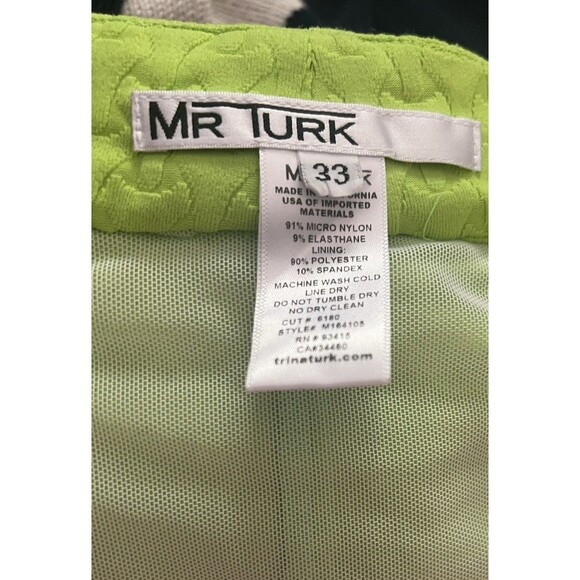 MR TURK
33
MADE IN
USA OF IMPORTED
MATERIALS
91% MICRO NYLON
9% ELASTHANE
LINING:
90% POLYESTER
10% SPANDEX
MACHINE WASH COLD
LINE DRY
DO NOT TUMBLE DRY
NO DRY CLEAN
CUT# 6180
STYLE# M164105
RN# 93415
CA#34460
trinaturk.com